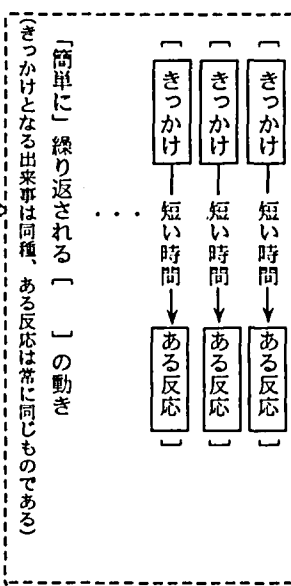 〔きっかけ─短い時間→ある反応〕
〔きっかけ─短い時間→ある反応〕
〔きっかけ─短い時間→ある反応〕
・・・
「簡単に」繰り返される〔　〕の動き
(きっかけとなる出来事は同種、ある反応は常に同じものである)